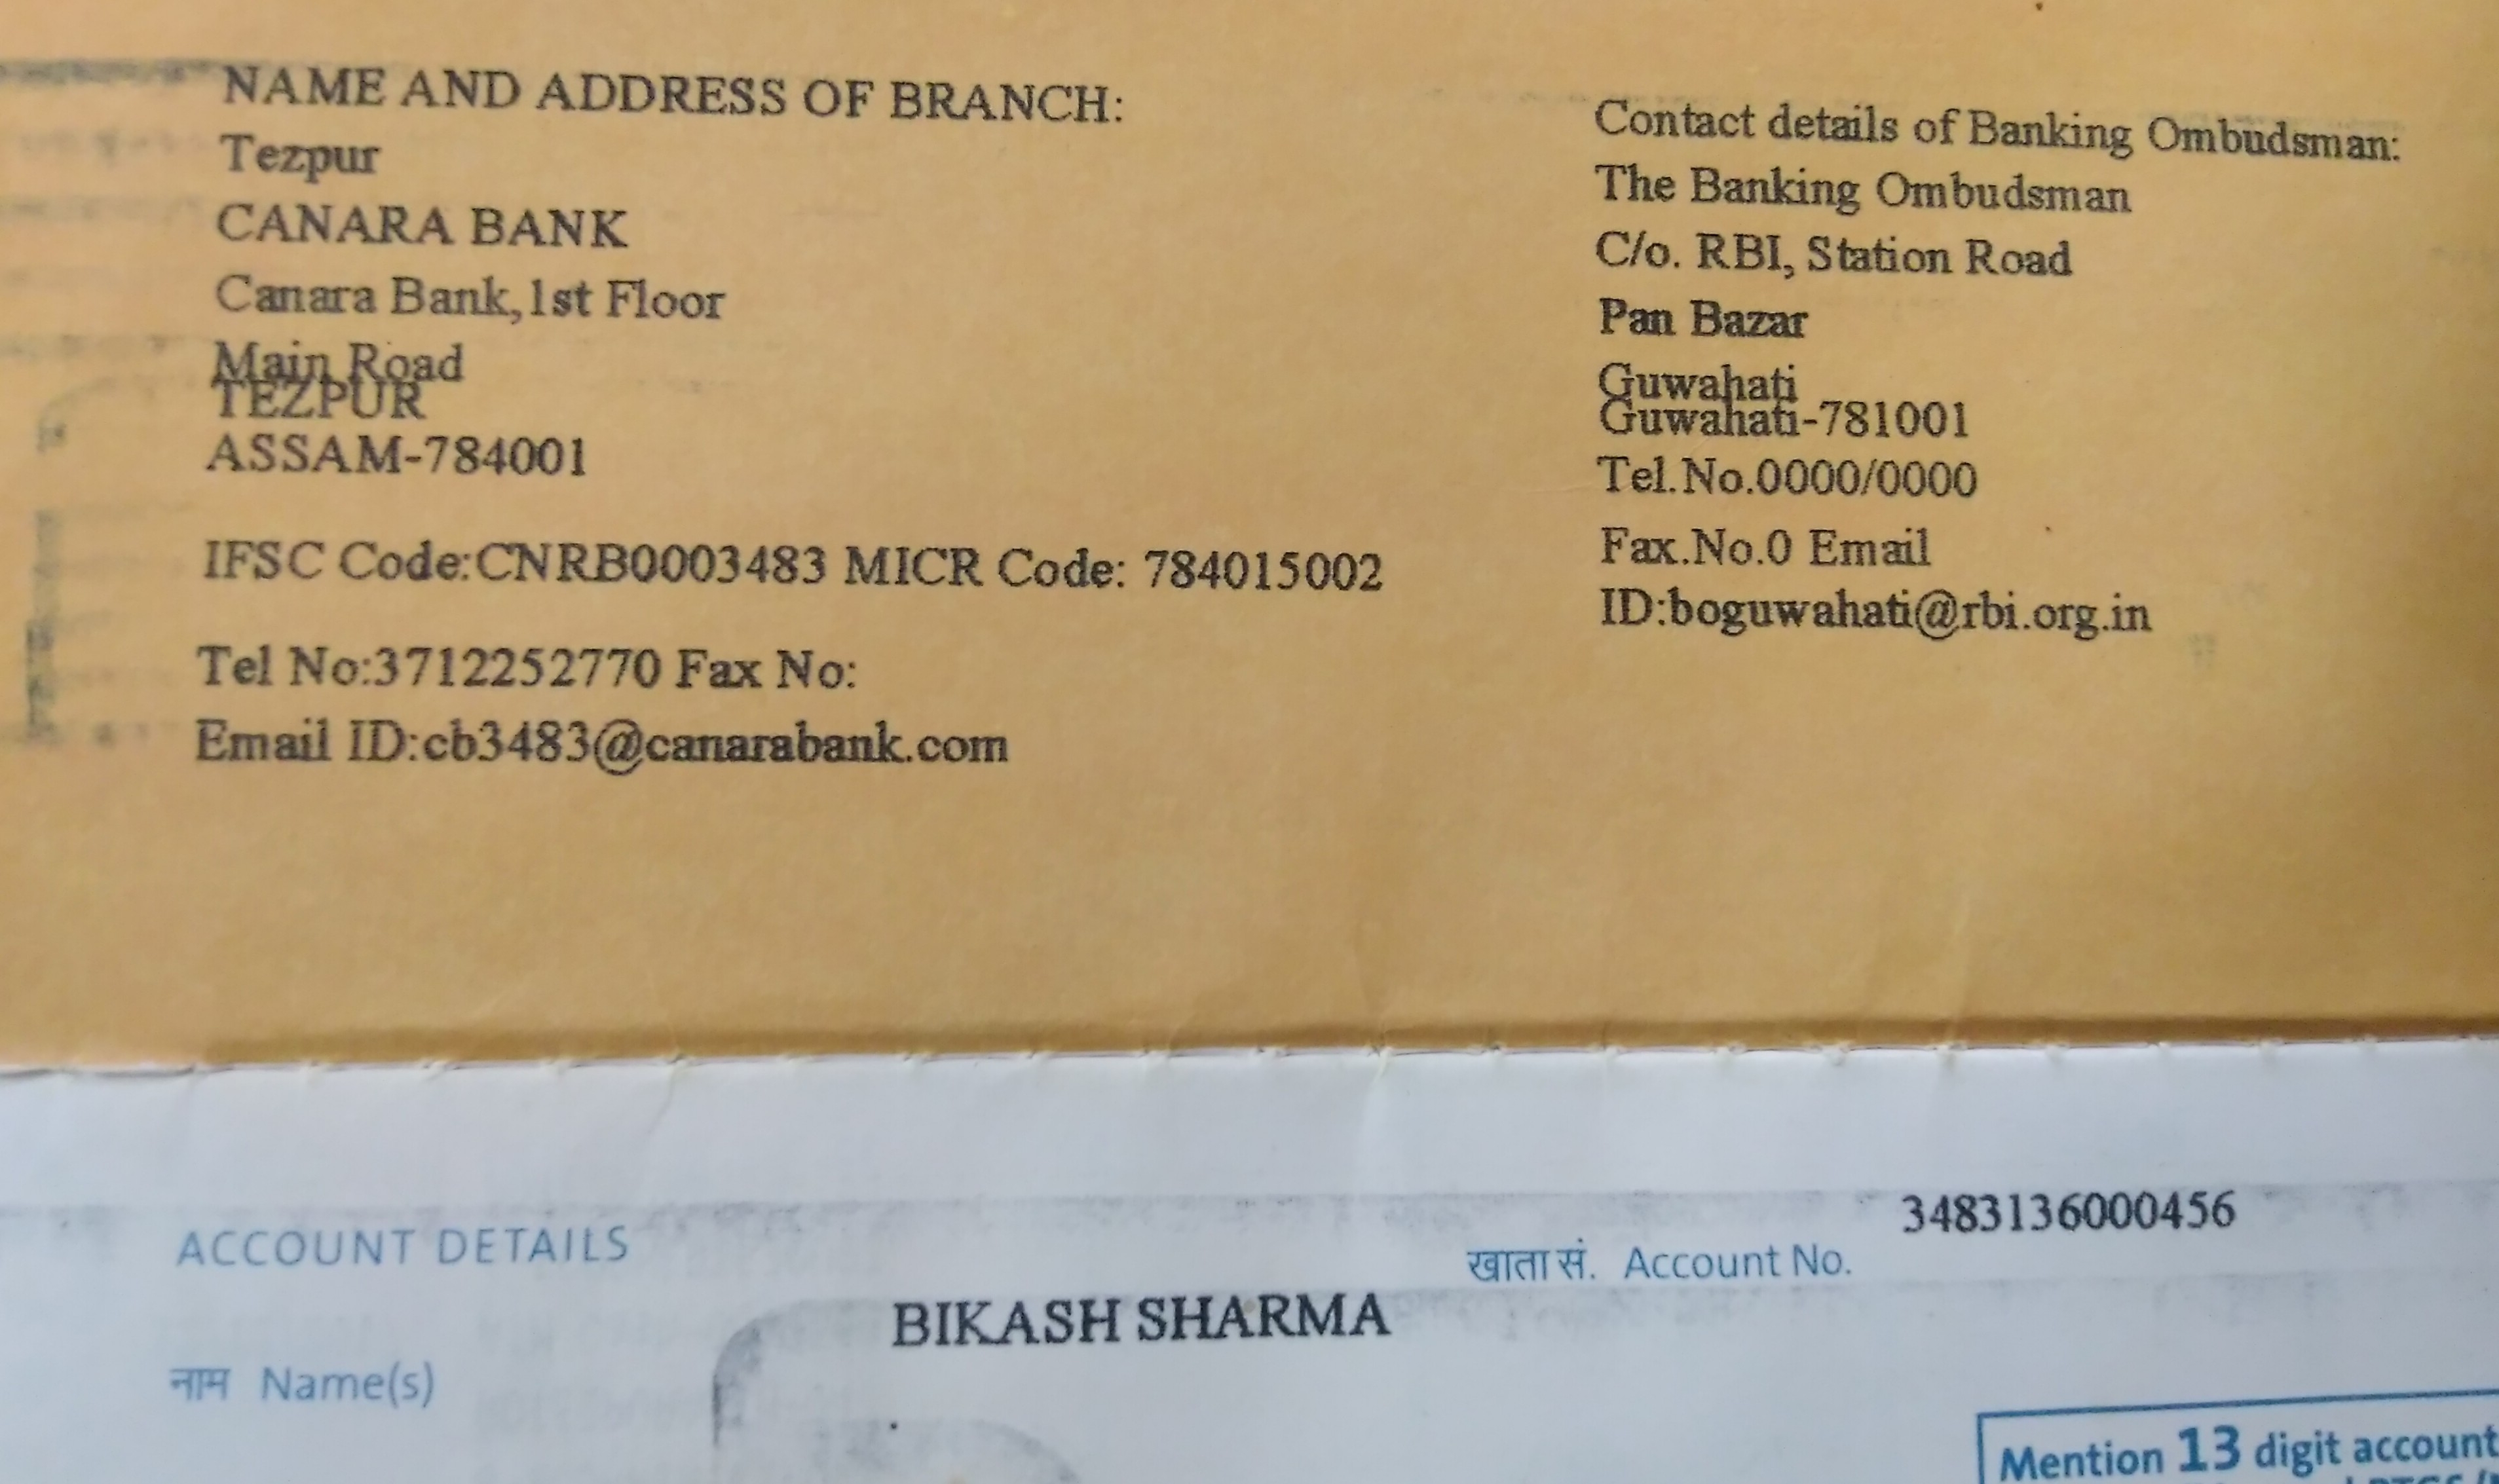 NAME AND ADDRESS OF BRANCH:
Tezpur
CANARA BANK
Canara Bank,1st Floor
Main Road
TEZPUR
ASSAM-784001
IFSC Code:CNRB0003483 MICR Code: 784015002
Tel No:3712252770 Fax No:
Email ID:cb3483@canarabank.com
Contact details of Banking Ombudsman:
The Banking Ombudsman
C/o. RBI, Station Road
Pan Bazar
Guwahati
Guwahati-781001
Tel.No.0000/0000
Fax.No.0 Email
ID:boguwahati@rbi.org.in
ACCOUNT DETAILS
खाता सं. Account No. 3483136000456
नाम Name(s) BIKASH SHARMA
Mention 13 digit account